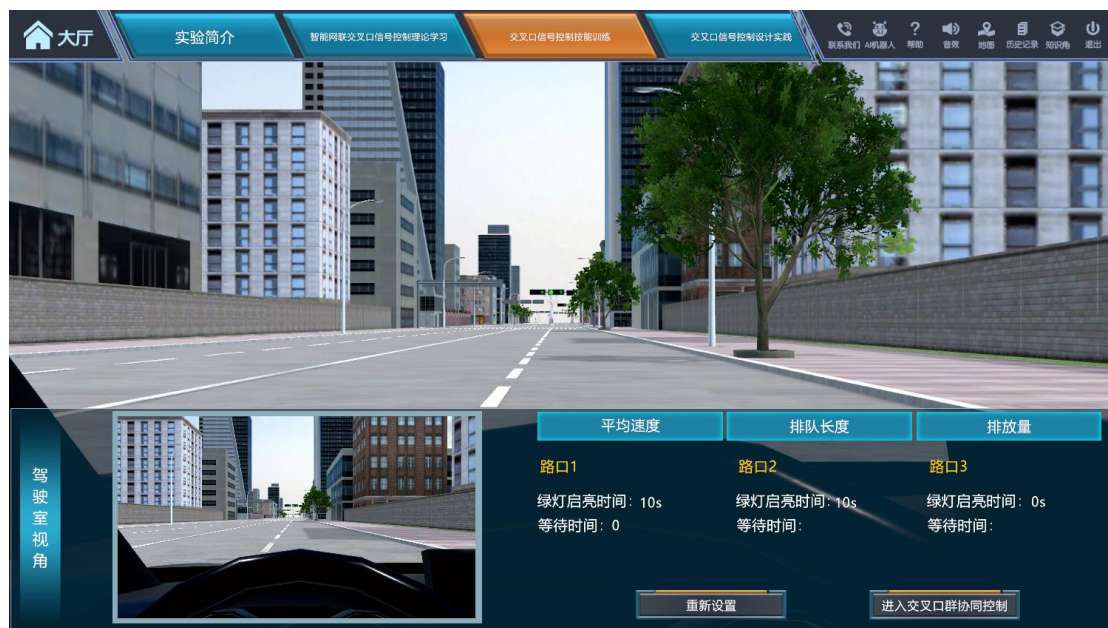 大厅
实验简介
智能网联交叉口信号控制理论学习
交叉口信号控制技能训练
交叉口信号控制设计实践
联系我们
AI机器人
帮助
音效
地图
历史记录
知识角
退出
驾驶室视角
平均速度
排队长度
排放量
路口1
绿灯启亮时间：10s
等待时间：0
路口2
绿灯启亮时间：10s
等待时间：
路口3
绿灯启亮时间：0s
等待时间：
重新设置
进入交叉口群协同控制